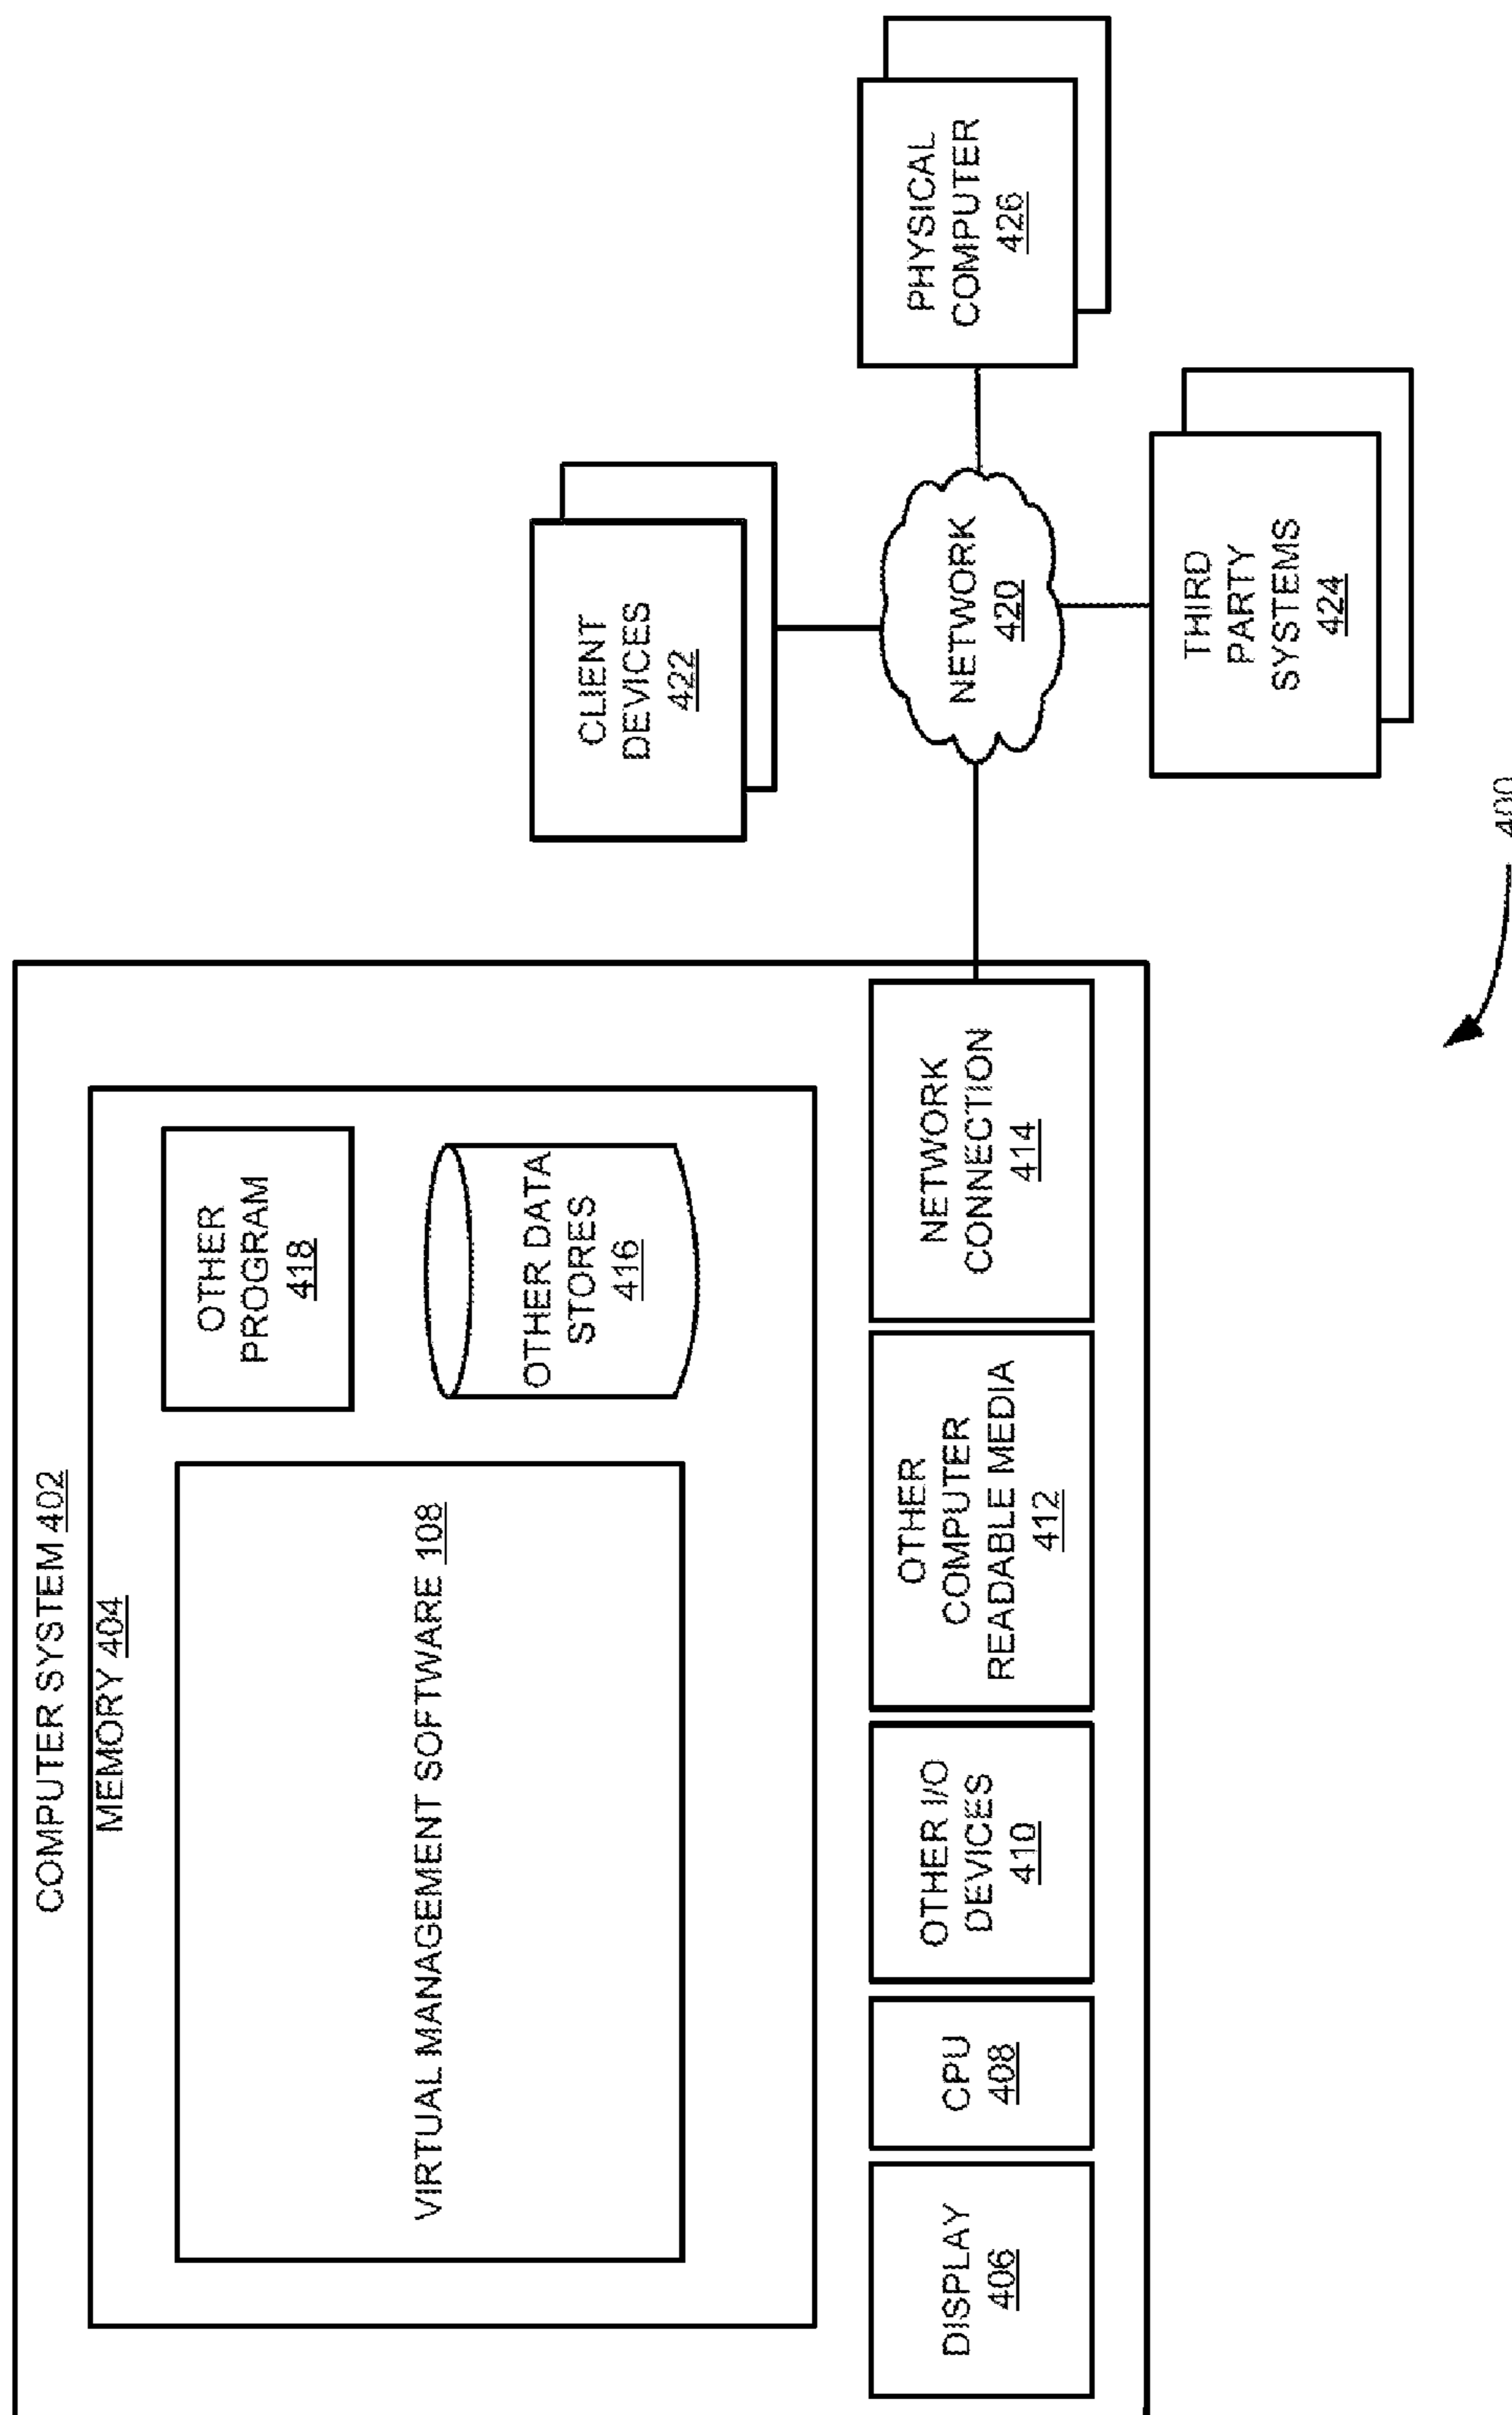 COMPUTER SYSTEM 402
MEMORY 404
VIRTUAL MANAGEMENT SOFTWARE 108
OTHER
PROGRAM
418
OTHER DATA
STORES
416
DISPLAY
406
CPU
408
OTHER I/O
DEVICES
410
OTHER
COMPUTER
READABLE MEDIA
412
NETWORK
CONNECTION
414
CLIENT
DEVICES
422
NETWORK
420
PHYSICAL
COMPUTER
426
THIRD
PARTY
SYSTEMS
424
400